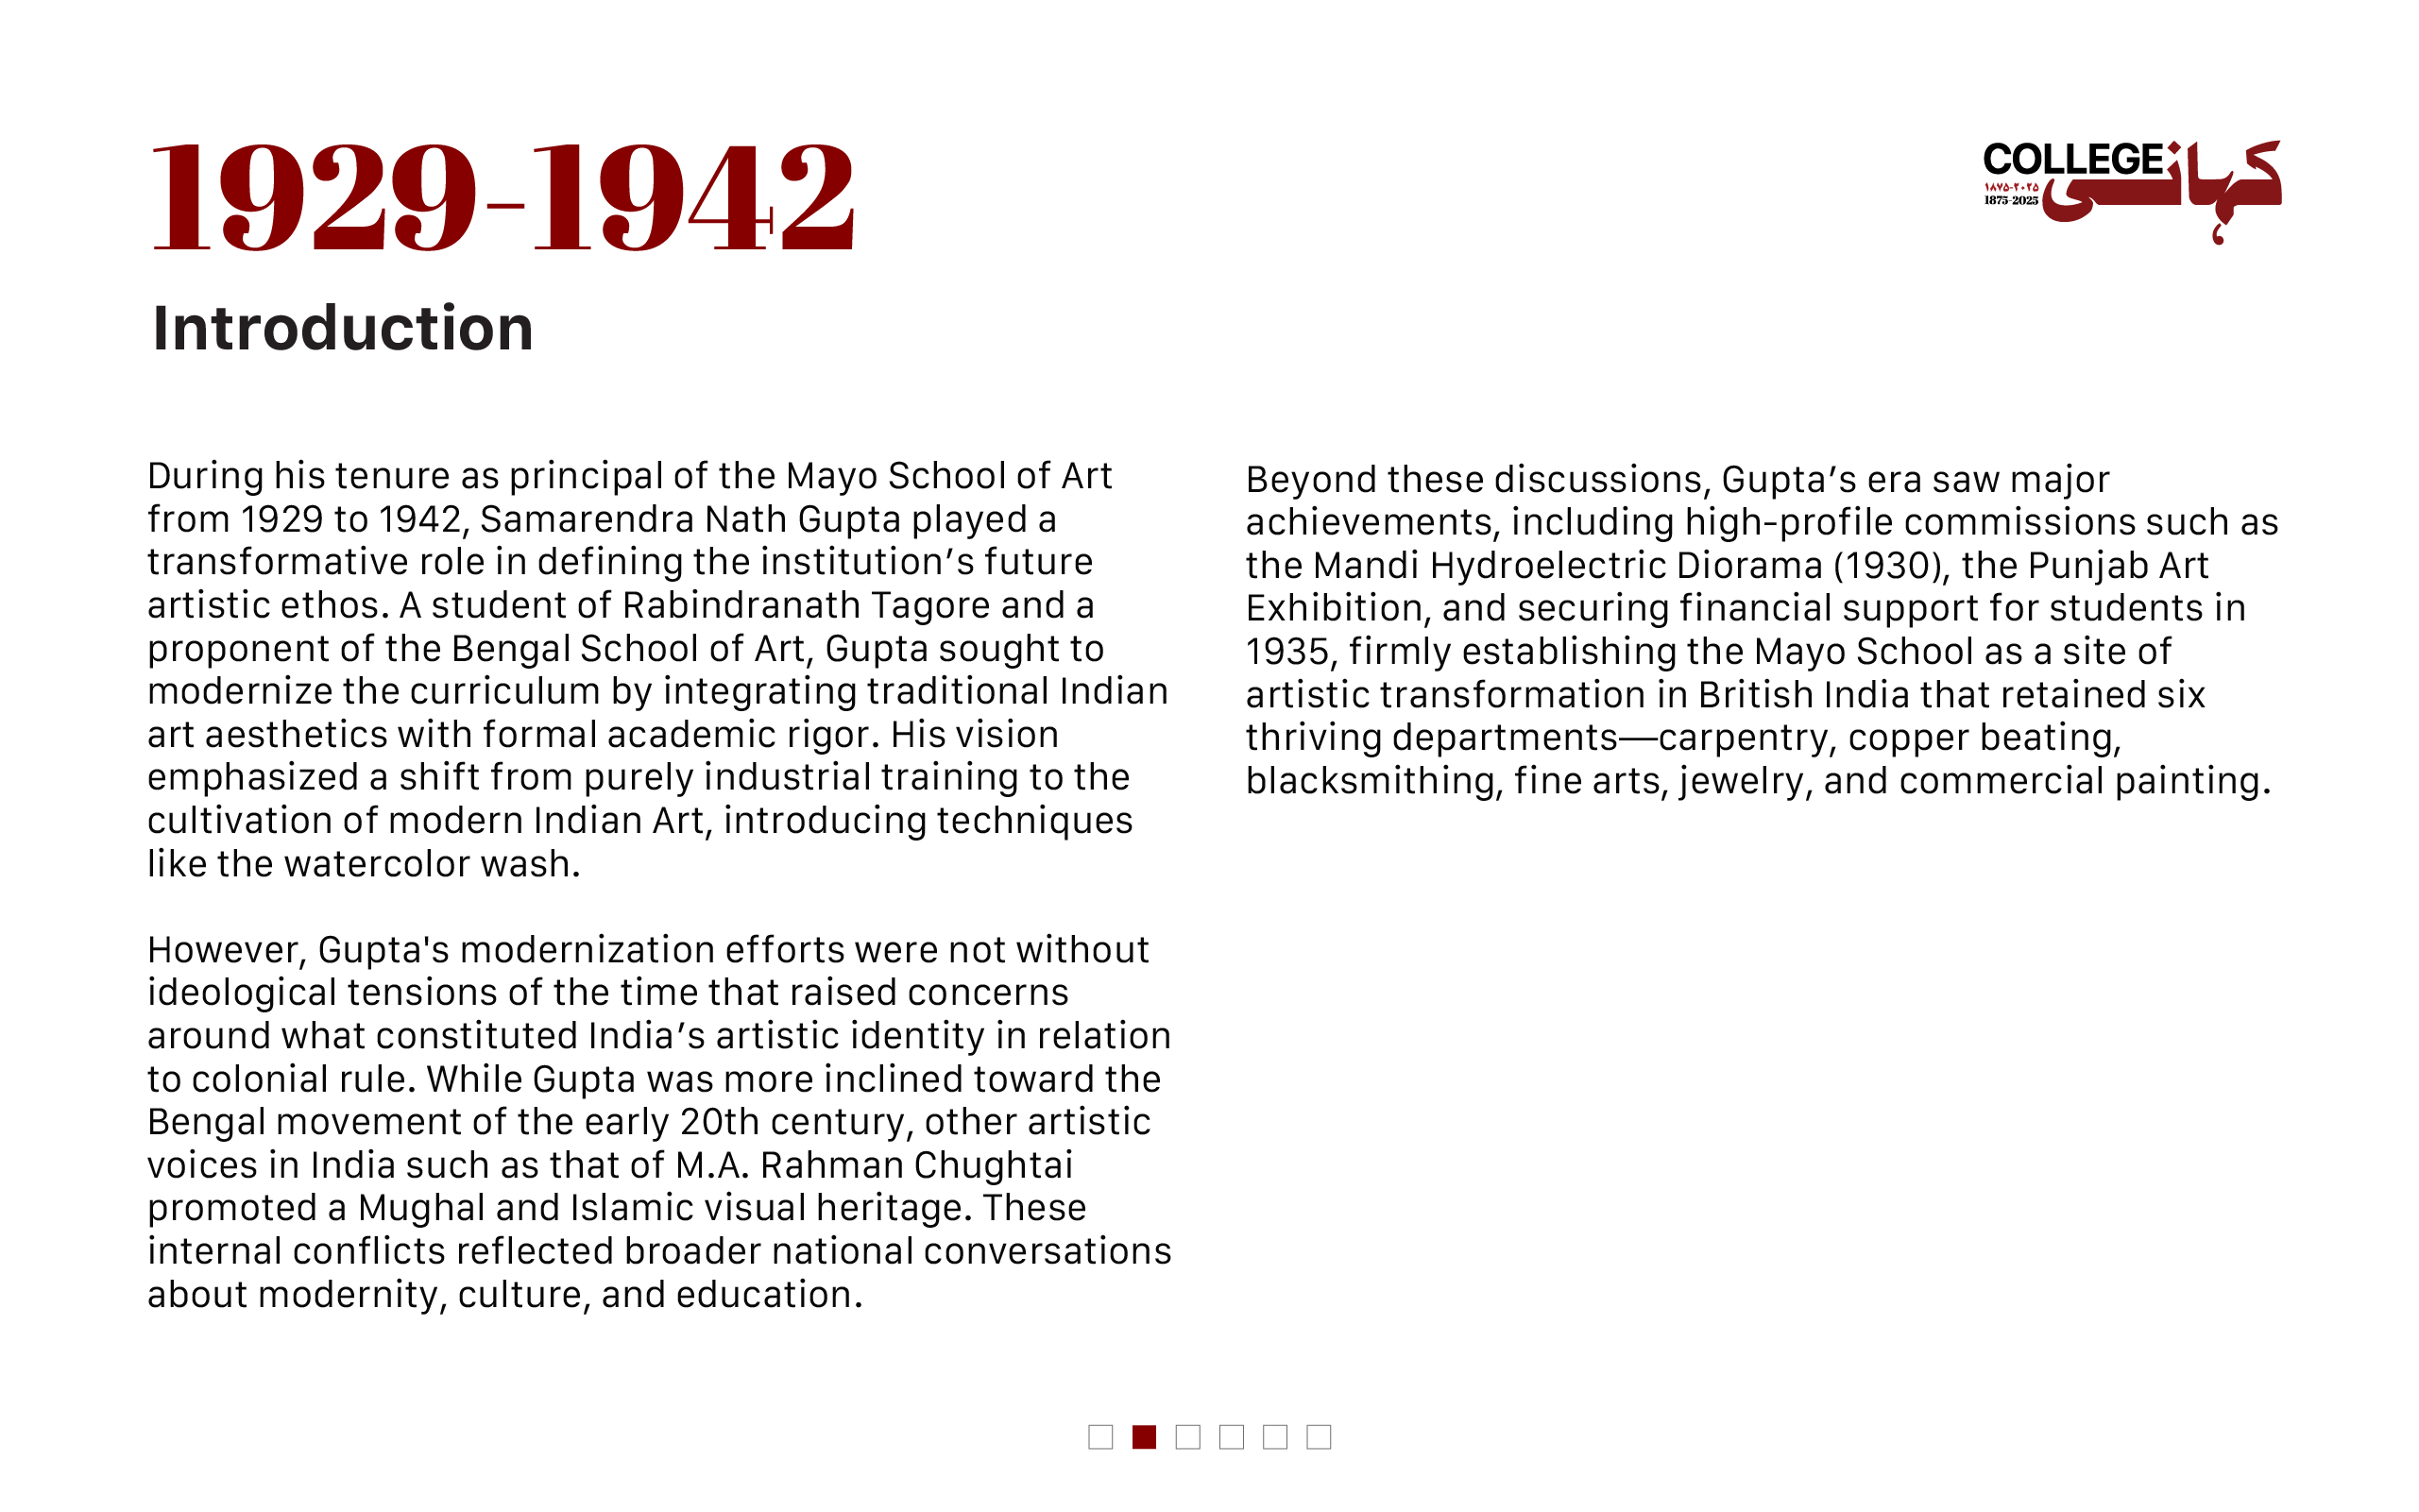 1929-1942
COLLEGE کہانی
۱۸۷۵-۲۰۲۵
1875-2025
Introduction
During his tenure as principal of the Mayo School of Art
from 1929 to 1942, Samarendra Nath Gupta played a
transformative role in defining the institution’s future
artistic ethos. A student of Rabindranath Tagore and a
proponent of the Bengal School of Art, Gupta sought to
modernize the curriculum by integrating traditional Indian
art aesthetics with formal academic rigor. His vision
emphasized a shift from purely industrial training to the
cultivation of modern Indian Art, introducing techniques
like the watercolor wash.
However, Gupta's modernization efforts were not without
ideological tensions of the time that raised concerns
around what constituted India’s artistic identity in relation
to colonial rule. While Gupta was more inclined toward the
Bengal movement of the early 20th century, other artistic
voices in India such as that of M.A. Rahman Chughtai
promoted a Mughal and Islamic visual heritage. These
internal conflicts reflected broader national conversations
about modernity, culture, and education.
Beyond these discussions, Gupta’s era saw major
achievements, including high-profile commissions such as
the Mandi Hydroelectric Diorama (1930), the Punjab Art
Exhibition, and securing financial support for students in
1935, firmly establishing the Mayo School as a site of
artistic transformation in British India that retained six
thriving departments—carpentry, copper beating,
blacksmithing, fine arts, jewelry, and commercial painting.